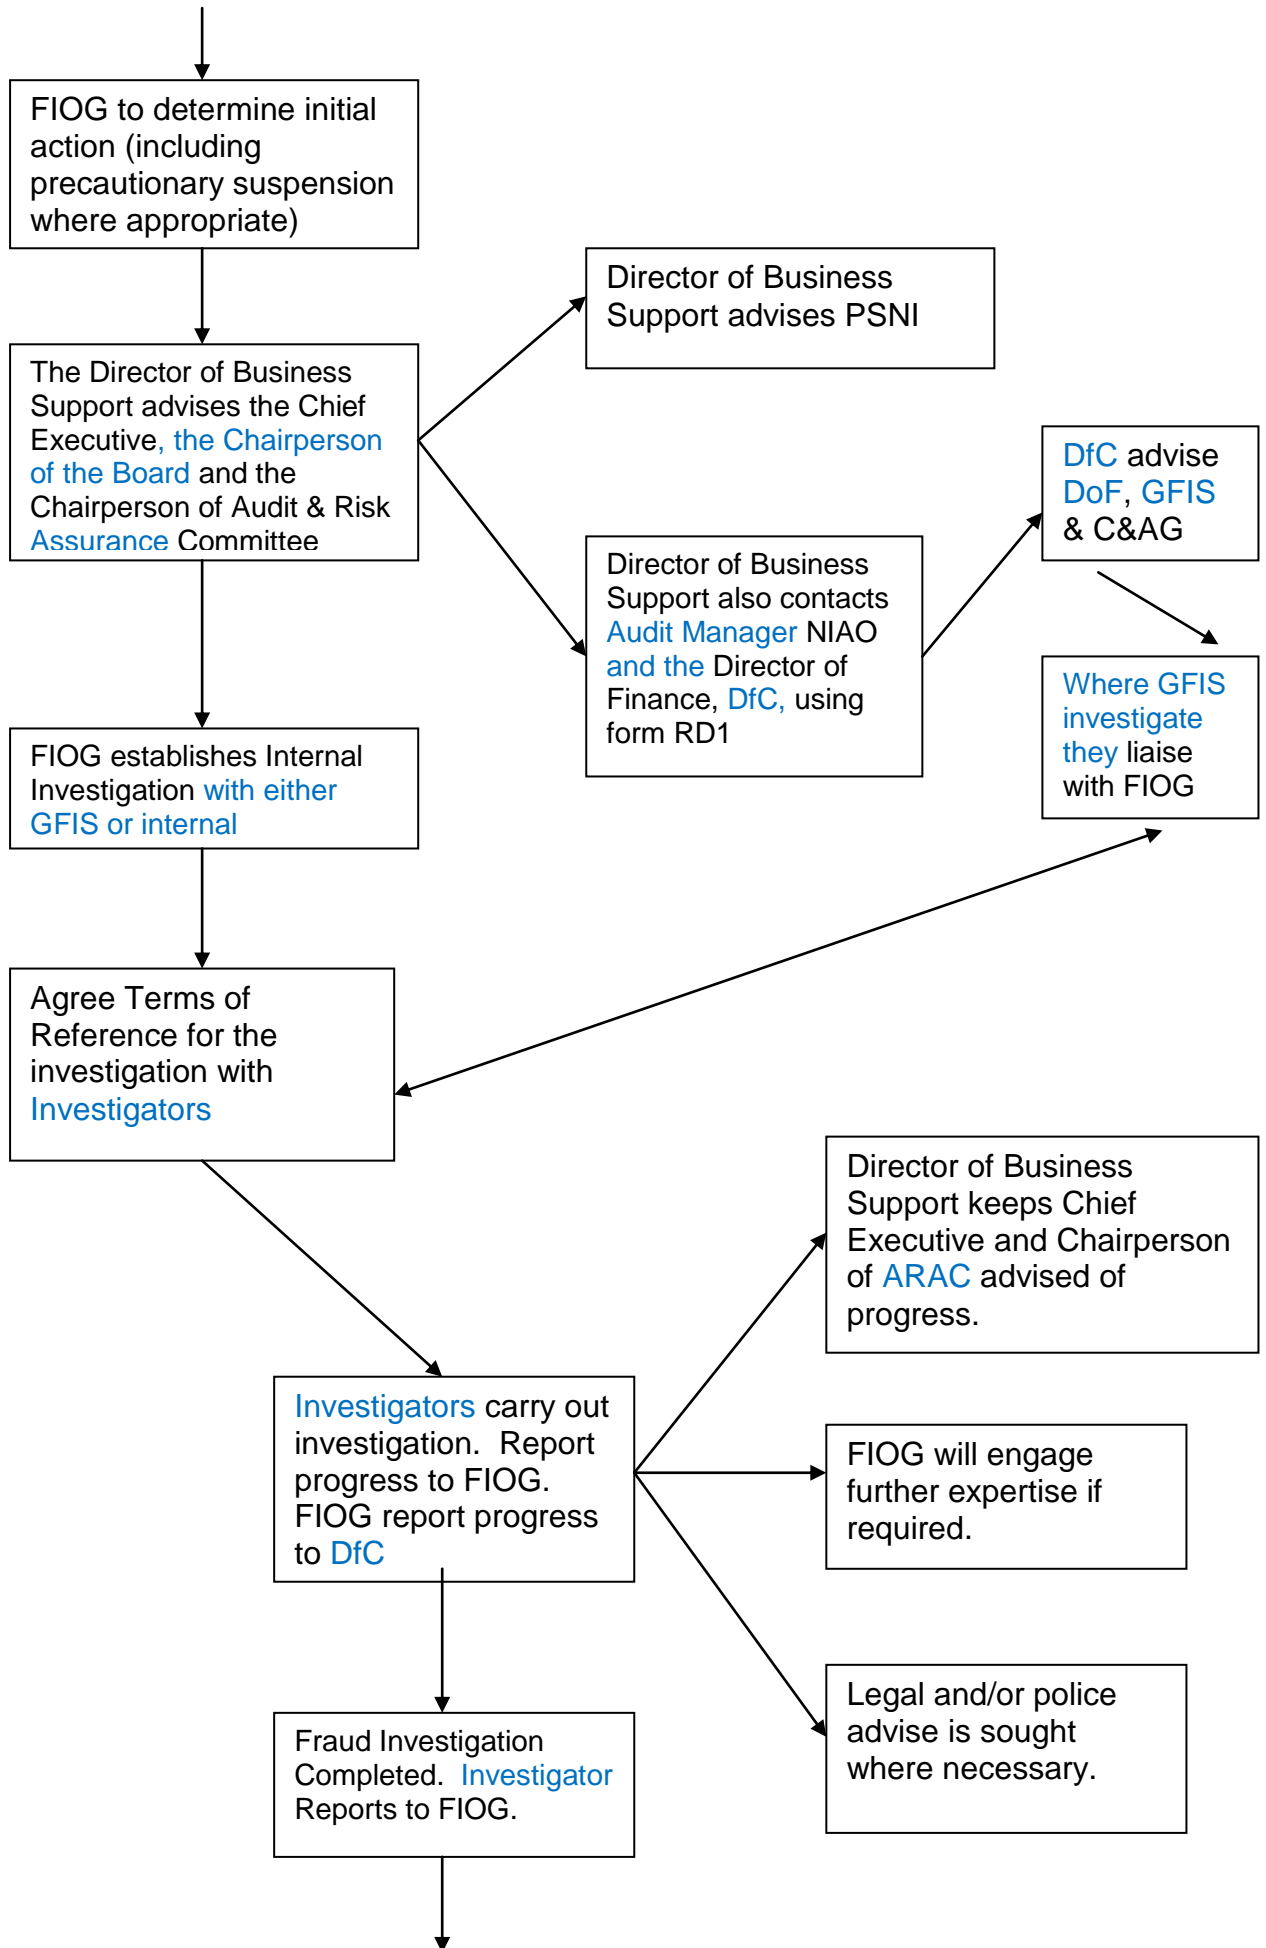 FIOG to determine initial
action (including
precautionary suspension
where appropriate)
Director of Business
Support advises PSNI
The Director of Business
Support advises the Chief
Executive, the Chairperson
of the Board and the
Chairperson of Audit & Risk
Assurance Committee
DfC advise
DoF, GFIS
& C&AG
Director of Business
Support also contacts
Audit Manager NIAO
and the Director of
Finance, DfC, using
form RD1
Where GFIS
investigate
they liaise
with FIOG
FIOG establishes Internal
Investigation with either
GFIS or internal
Agree Terms of
Reference for the
investigation with
Investigators
Director of Business
Support keeps Chief
Executive and Chairperson
of ARAC advised of
progress.
Investigators carry out
investigation.  Report
progress to FIOG.
FIOG report progress
to DfC
FIOG will engage
further expertise if
required.
Legal and/or police
advise is sought
where necessary.
Fraud Investigation
Completed.  Investigator
Reports to FIOG.